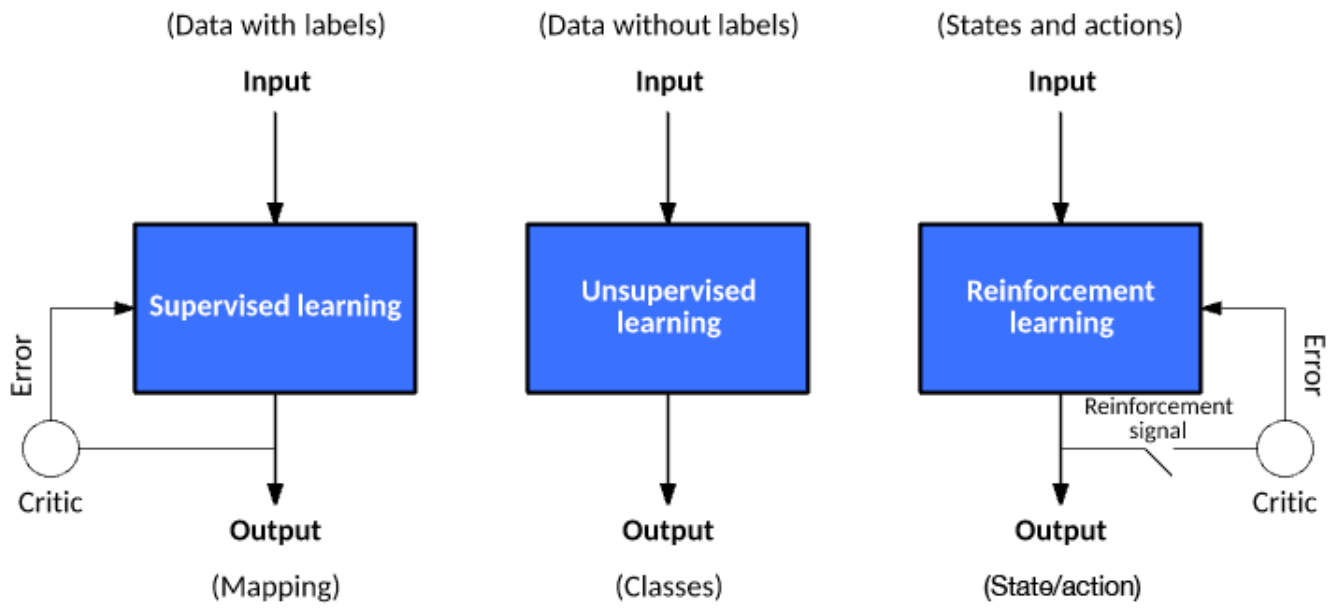 (Data with labels)
Input
Supervised learning
Error
Critic
Output
(Mapping)
(Data without labels)
Input
Unsupervised
learning
Output
(Classes)
(States and actions)
Input
Reinforcement
learning
Reinforcement
signal
Error
Critic
Output
(State/action)